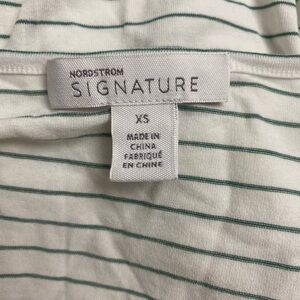 NORDSTROM
SIGNATURE
XS
MADE IN
CHINA
FABRIQUÉ
EN CHINE